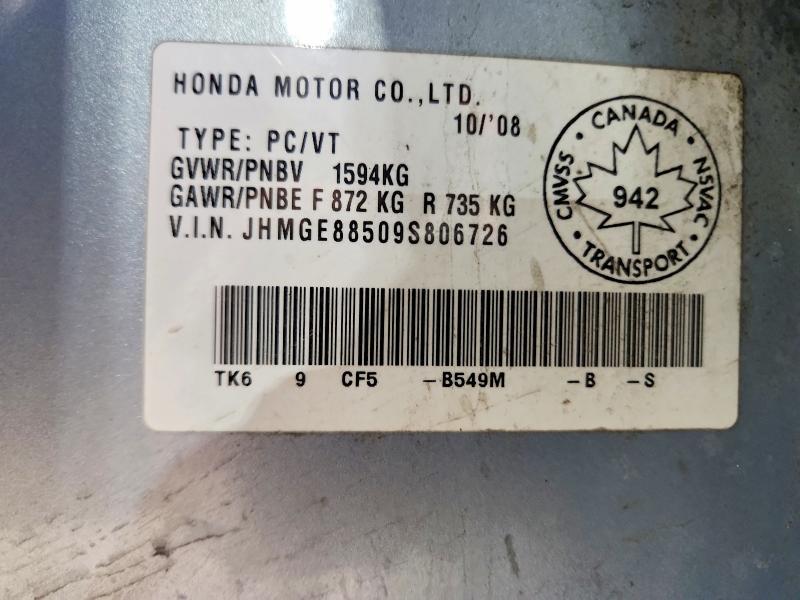 HONDA MOTOR CO.,LTD.
10/'08
TYPE: PC/VT
GVWR/PNBV 1594KG
GAWR/PNBE F 872 KG R 735 KG
V.I.N. JHMGE88509S806726
CANADA
CMVSS • NSVAC
942
TRANSPORT
TK6 9 CF5 -B549M -B -S